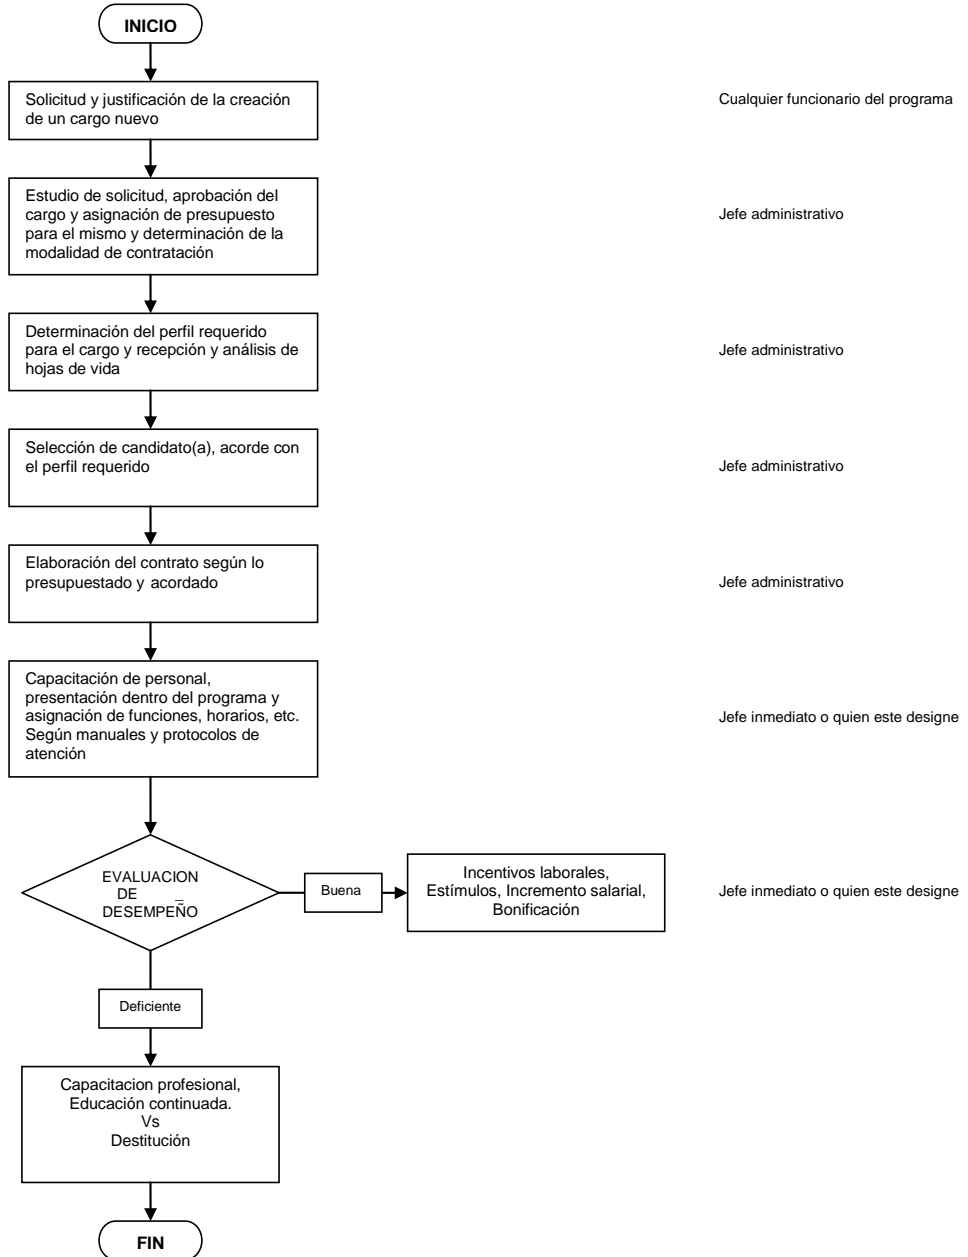 INICIO
Solicitud y justificación de la creación
de un cargo nuevo
Cualquier funcionario del programa
Estudio de solicitud, aprobación del
cargo y asignación de presupuesto
para el mismo y determinación de la
modalidad de contratación
Jefe administrativo
Determinación del perfil requerido
para el cargo y recepción y análisis de
hojas de vida
Jefe administrativo
Selección de candidato(a), acorde con
el perfil requerido
Jefe administrativo
Elaboración del contrato según lo
presupuestado y acordado
Jefe administrativo
Capacitación de personal,
presentación dentro del programa y
asignación de funciones, horarios, etc.
Según manuales y protocolos de
atención
Jefe inmediato o quien este designe
EVALUACION
DE
DESEMPEÑO
Buena
Incentivos laborales,
Estímulos, Incremento salarial,
Bonificación
Jefe inmediato o quien este designe
Deficiente
Capacitacion profesional,
Educación continuada.
Vs
Destitución
FIN